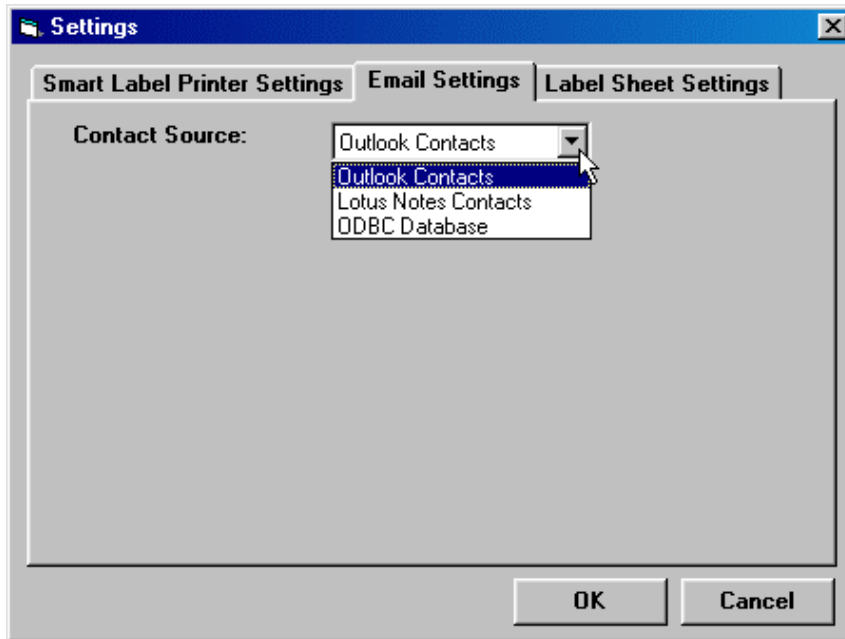 Settings
Smart Label Printer Settings Email Settings Label Sheet Settings
Contact Source: Outlook Contacts
Outlook Contacts
Lotus Notes Contacts
ODBC Database
OK Cancel